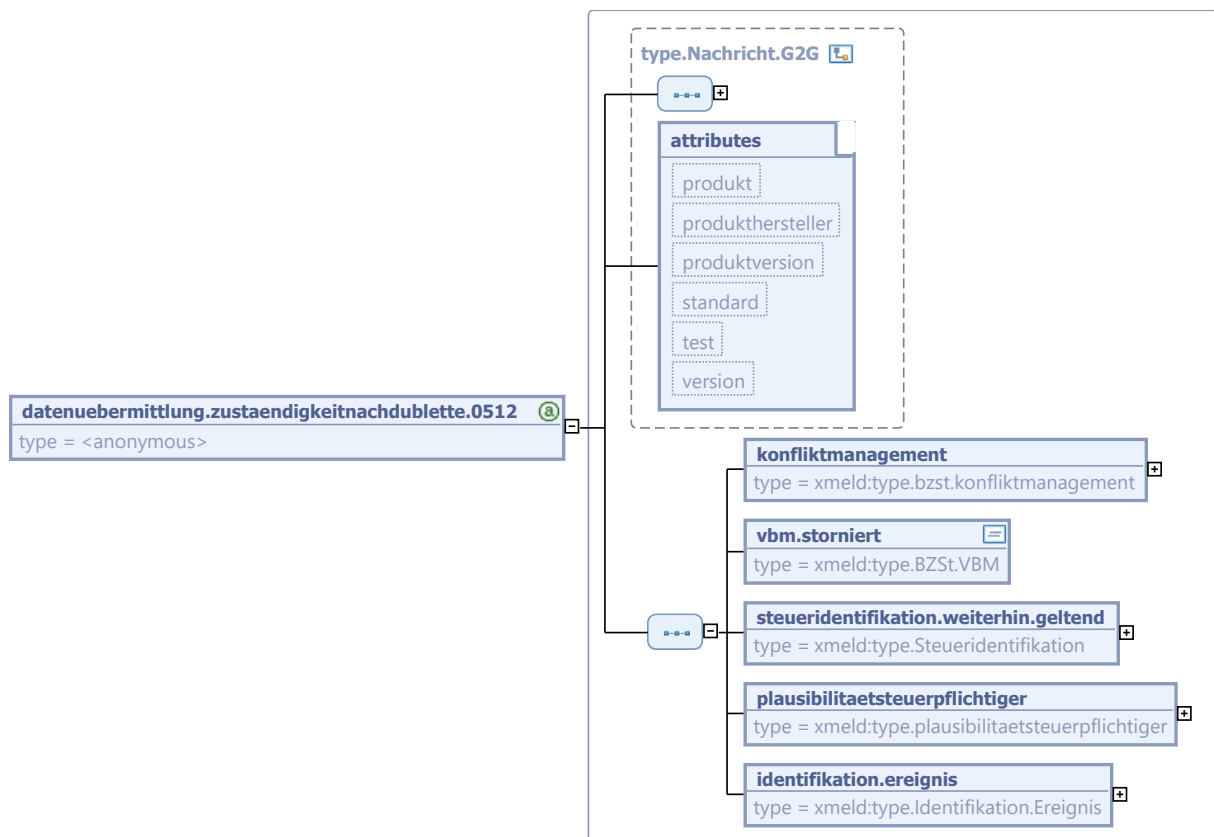 type.Nachricht.G2G
attributes
produkt
produkthersteller
produktversion
standard
test
version
datenuebermittlung.zustaendigkeitnachdublette.0512
type = <anonymous>
konfliktmanagement
type = xmeld:type.bzst.konfliktmanagement
vbm.storniert
type = xmeld:type.BZSt.VBM
steueridentifikation.weiterhin.geltend
type = xmeld:type.Steueridentifikation
plausibilitaetsteuerpflichtiger
type = xmeld:type.plausibilitaetsteuerpflichtiger
identifikation.ereignis
type = xmeld:type.Identifikation.Ereignis